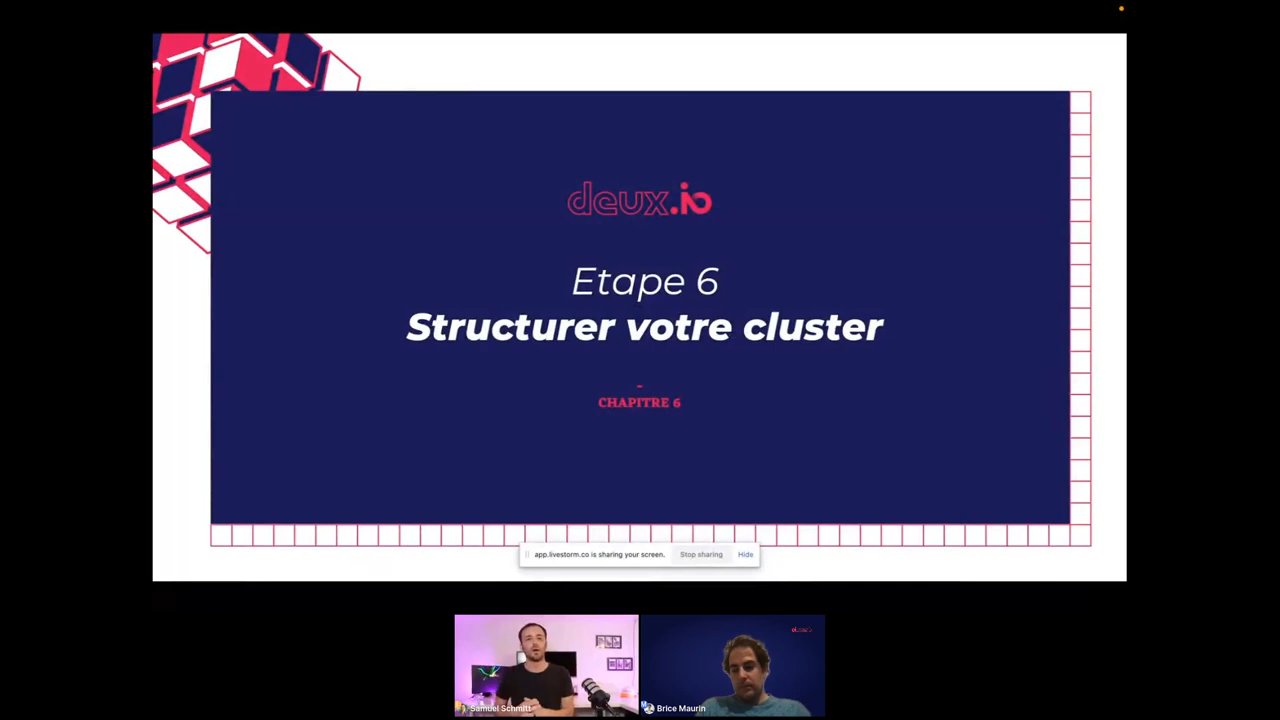 deux.io
Etape 6
Structurer votre cluster
-
CHAPITRE 6
app.livestorm.co is sharing your screen.
Stop sharing
Hide
Samuel Schmitt
Brice Maurin